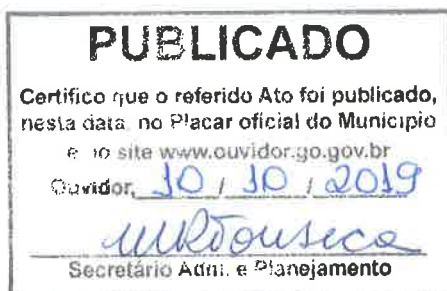 PUBLICADO
Certifico que o referido Ato foi publicado,
nesta data, no Placar oficial do Município
e no site www.ouvidor.go.gov.br
Ouvidor, 10 / 10 / 2019
Secretário Adm. e Planejamento